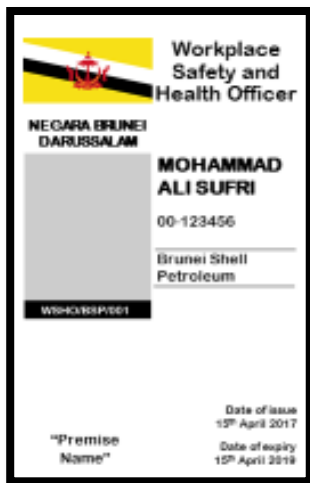 Workplace
Safety and
Health Officer
NEGARA BRUNEI
DARUSSALAM
MOHAMMAD
ALI SUFRI
00-123456
Brunei Shell
Petroleum
WSHO/BSP/001
"Premise
Name"
Date of issue
15th April 2017
Date of expiry
15th April 2019